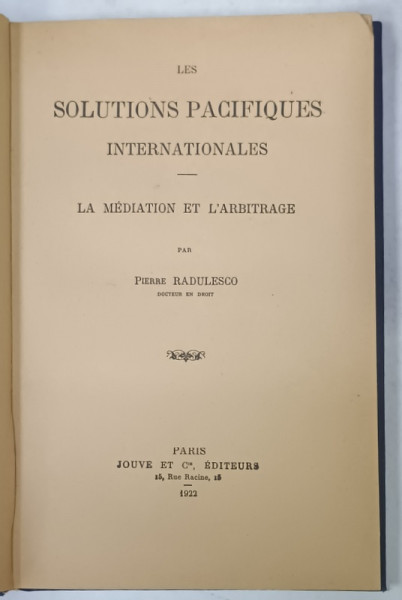 LES
SOLUTIONS PACIFIQUES
INTERNATIONALES
LA MÉDIATION ET L'ARBITRAGE
PAR
PIERRE RADULESCO
DOCTEUR EN DROIT
PARIS
JOUVE ET Cie, ÉDITEURS
15, Rue Racine, 15
1922